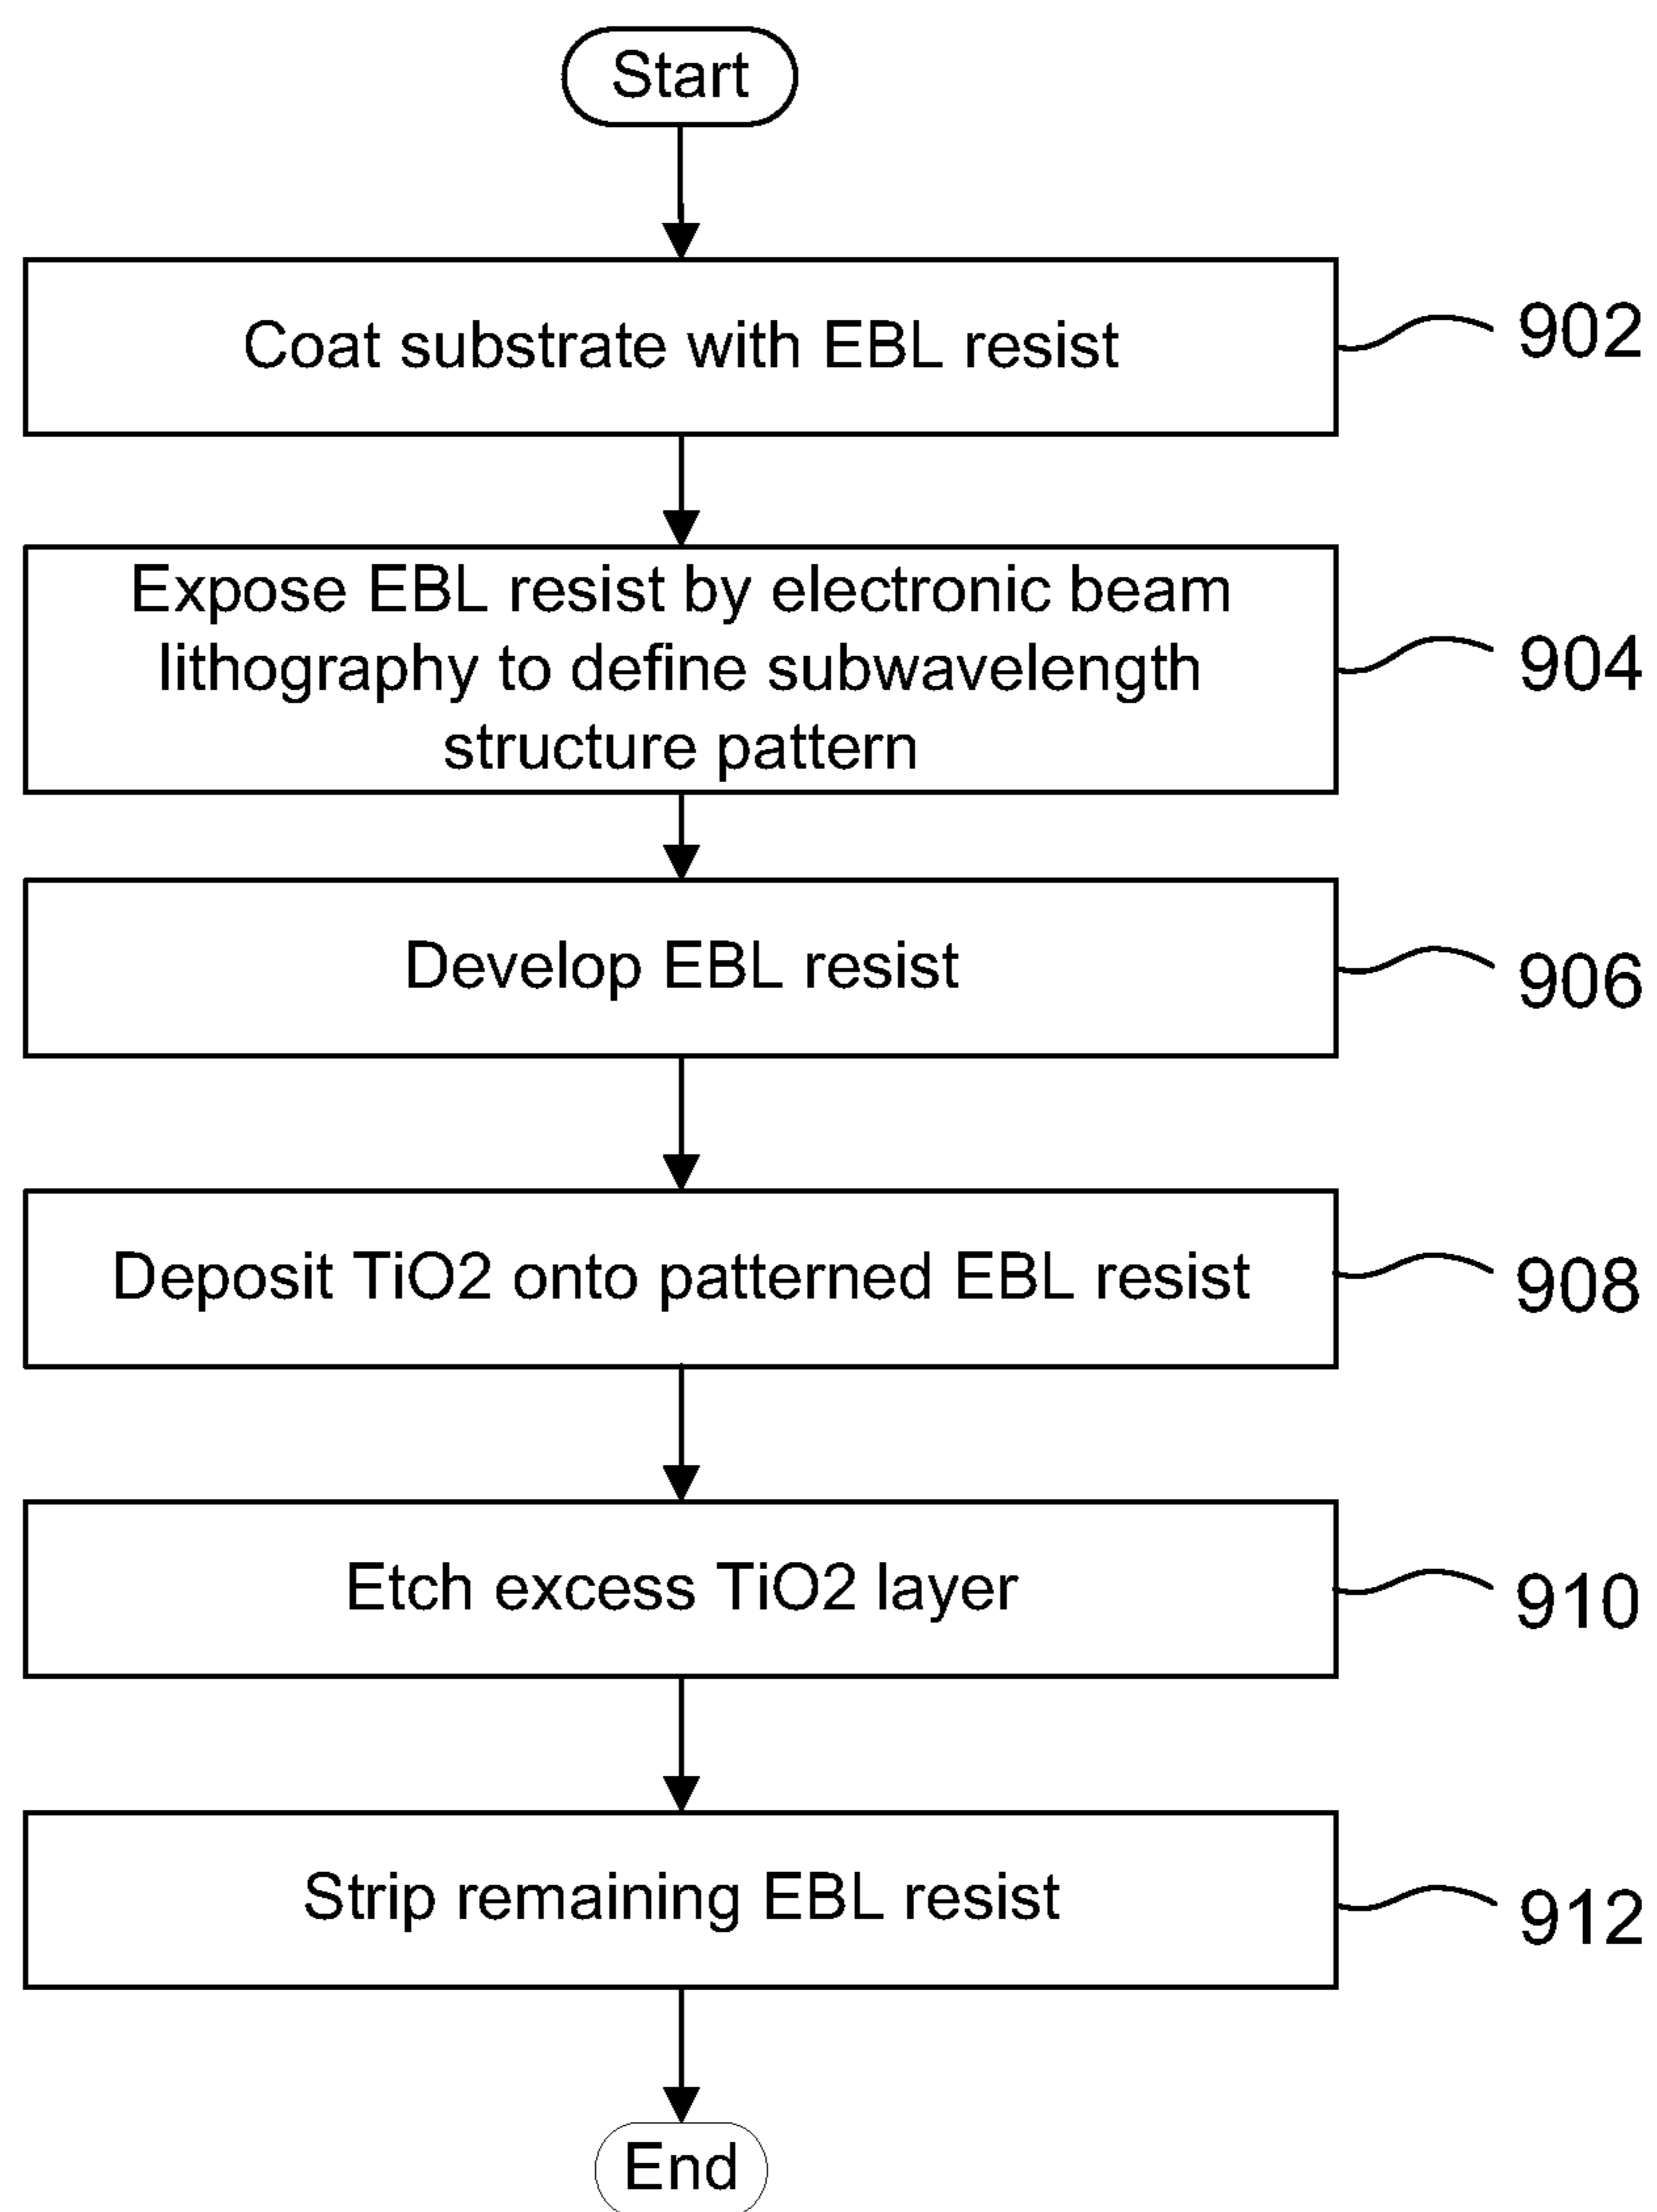 Start
Coat substrate with EBL resist
902
Expose EBL resist by electronic beam
lithography to define subwavelength
structure pattern
904
Develop EBL resist
906
Deposit TiO2 onto patterned EBL resist
908
Etch excess TiO2 layer
910
Strip remaining EBL resist
912
End